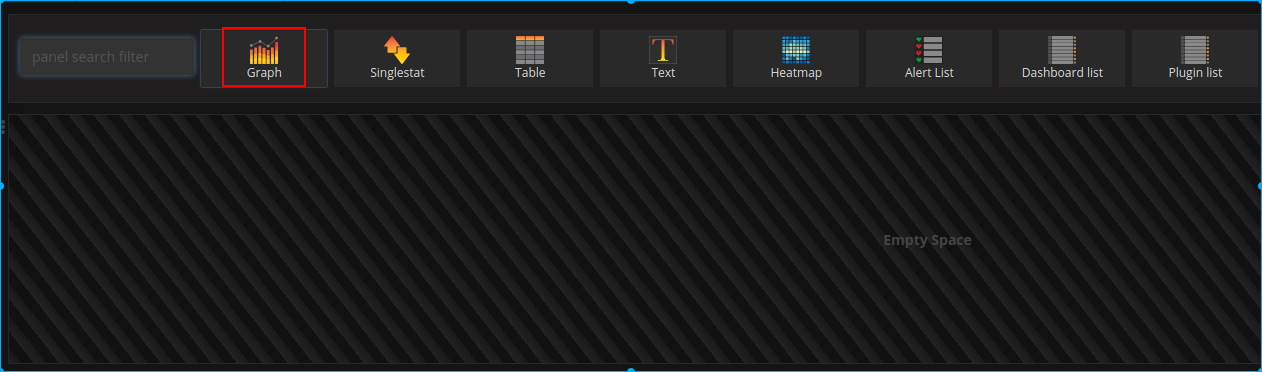 panel search filter
Graph
Singlestat
Table
Text
Heatmap
Alert List
Dashboard list
Plugin list
Empty Space